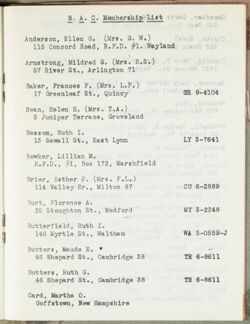 B. A. C. Membership List
Anderson, Ellen G. (Mrs. G. W.)
115 Concord Road, R.F.D. #1. Wayland
Armstrong, Mildred G. (Mrs. R.S.)
37 River St., Arlington 71
Baker, Frances F. (Mrs. L.F.)
17 Greenleaf St., Quincy GR 9-4104
Bean, Helen H. (Mrs. T.A.)
3 Juniper Terrace, Groveland
Bessom, Ruth I.
13 Sewall St., East Lynn LY 3-7641
Bowker, Lillian M.
R.F.D., #1, Box 172, Marshfield
Brier, Esther F. (Mrs. F.L.)
114 Valley Rr., Milton 87 CU 6-2889
Burt, Florence A.
26 Stoughton St., Medford MY 3-2248
Butterfield, Ruth I.
146 Myrtle St., Waltham WA 5-0559-J
Butters, Maude E.
46 Shepard St., Cambridge 38 TR 6-8611
Butters, Ruth G.
46 Shepard St., Cambridge 38 TR 6-8611
Card, Martha O.
Goffstown, New Hampshire